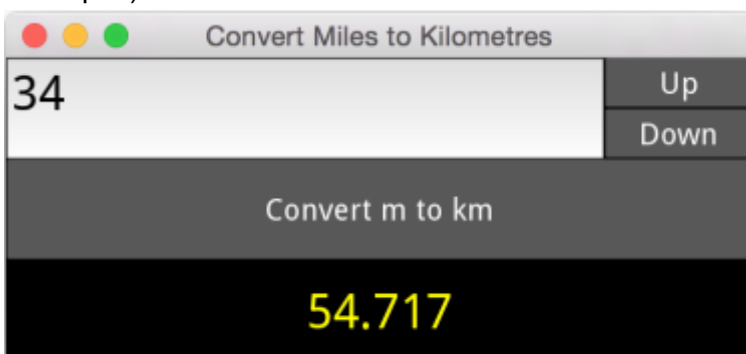 Convert Miles to Kilometres
34
Up
Down
Convert m to km
54.717